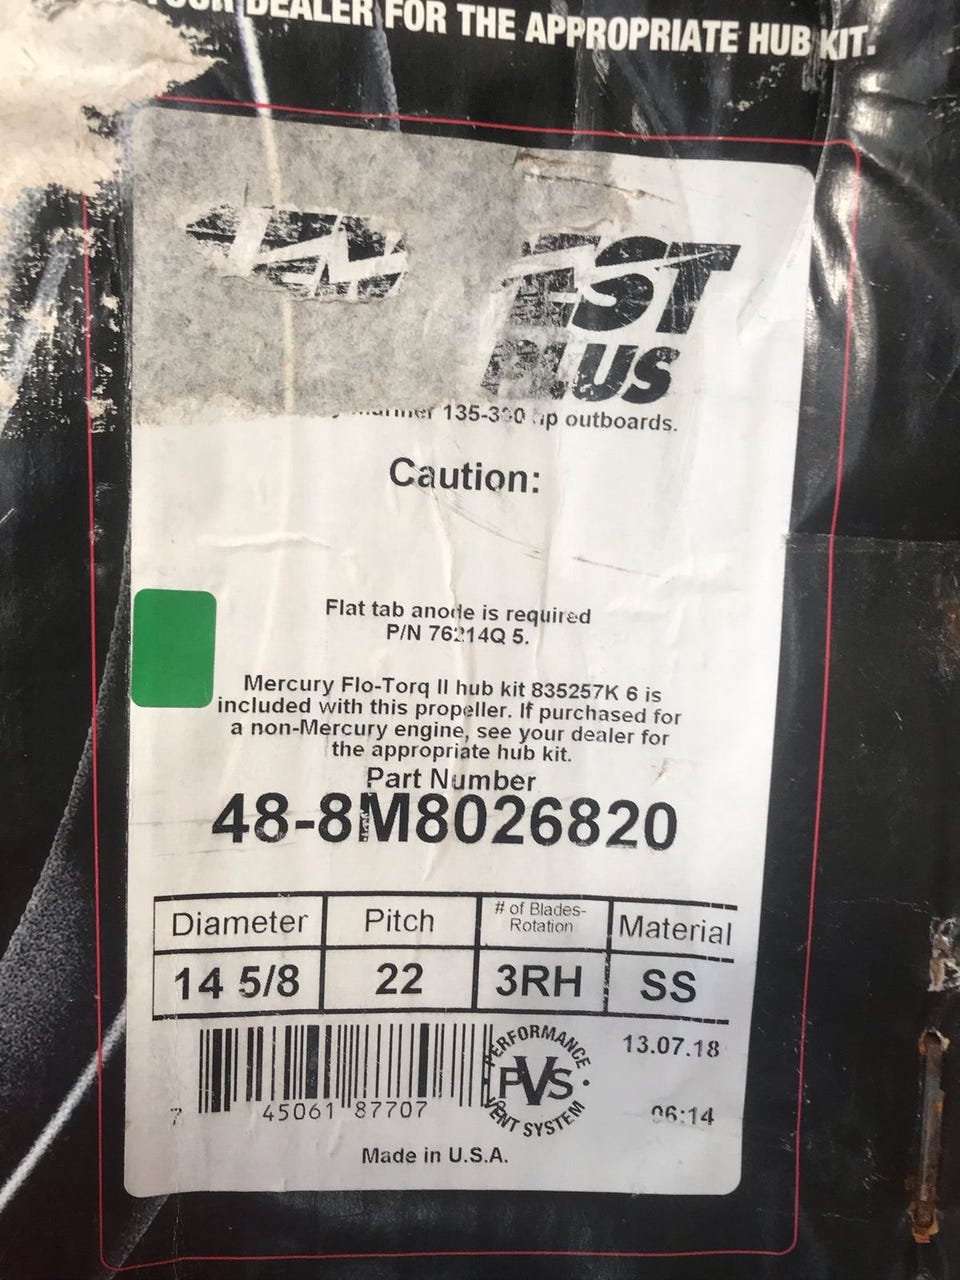 DEALER FOR THE APPROPRIATE HUB KIT.
PLUS
135-300 hp outboards.
Caution:
Flat tab anode is required
P/N 76214Q 5.
Mercury Flo-Torq II hub kit 835257K 6 is
included with this propeller. If purchased for
a non-Mercury engine, see your dealer for
the appropriate hub kit.
Part Number
48-8M8026820
Diameter Pitch # of Blades- Material
Rotation
14 5/8 22 3RH SS
PERFORMANCE
PVS
VENT SYSTEM
13.07.18
7 45061 87707
06:14
Made in U.S.A.